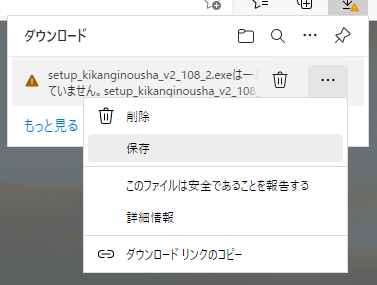 ダウンロード
setup_kikanginousha_v2_108_2.exeは一
ていません。setup_kikanginousha_v2_108_
もっと見る
削除
保存
このファイルは安全であることを報告する
詳細情報
ダウンロード リンクのコピー